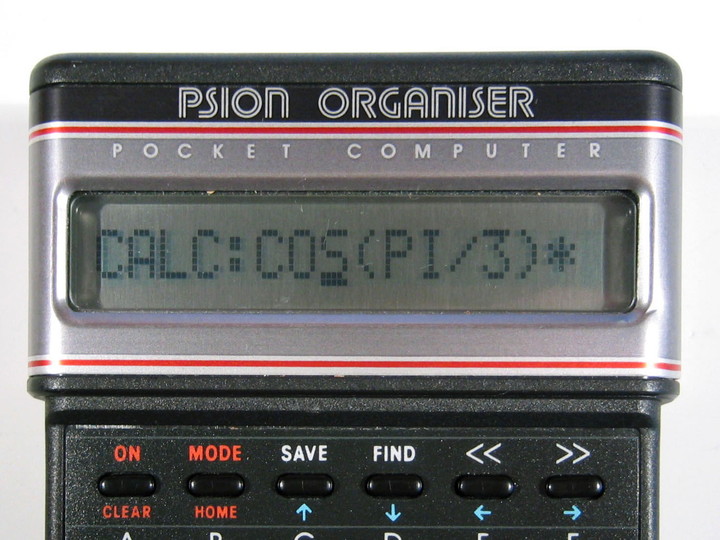 PSION ORGANISER
POCKET COMPUTER
CALC:COS(PI/3)*
ON MODE SAVE FIND << >>
CLEAR HOME ↑ ↓ ← →